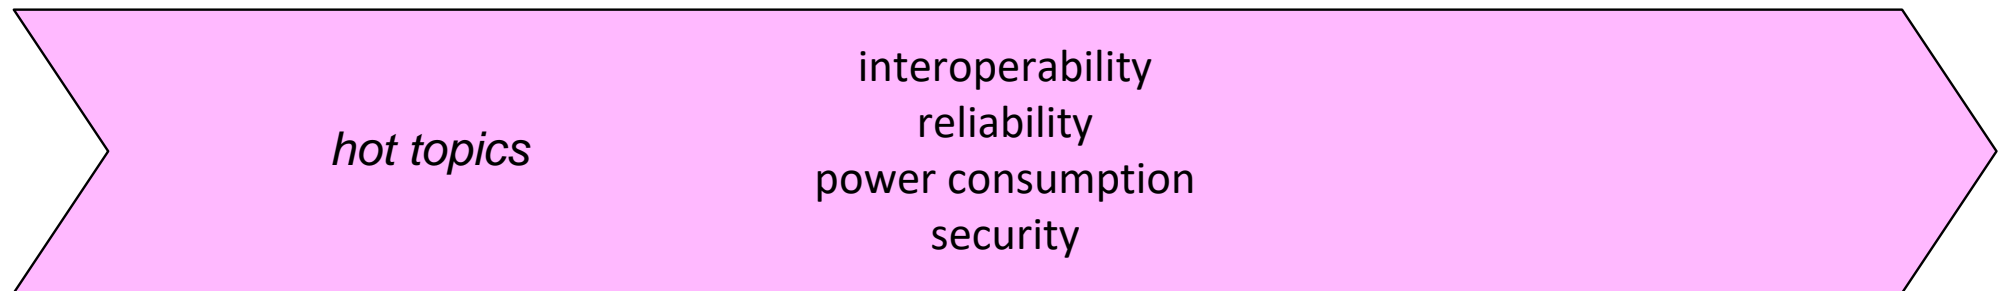 hot topics
interoperability
reliability
power consumption
security